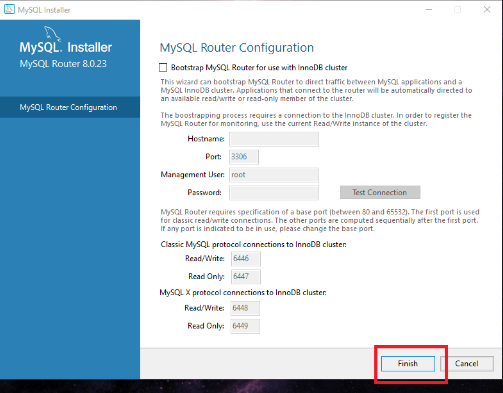 MySQL Installer
MySQL. Installer
MySQL Router 8.0.23
MySQL Router Configuration
MySQL Router Configuration
Bootstrap MySQL Router for use with InnoDB cluster
This wizard can bootstrap MySQL Router to direct traffic between MySQL applications and a
MySQL InnoDB cluster. Applications that connect to the router will be automatically directed to
an available read/write or read-only member of the cluster.
The boostrapping process requires a connection to the InnoDB cluster. In order to register the
MySQL Router for monitoring, use the current Read/Write instance of the cluster.
Hostname:
Port: 3306
Management User: root
Password: Test Connection
MySQL Router requires specification of a base port (between 80 and 65532). The first port is used
for classic read/write connections. The other ports are computed sequentially after the first port.
If any port is indicated to be in use, please change the base port.
Classic MySQL protocol connections to InnoDB cluster:
Read/Write: 6446
Read Only: 6447
MySQL X protocol connections to InnoDB cluster:
Read/Write: 6448
Read Only: 6449
Finish Cancel